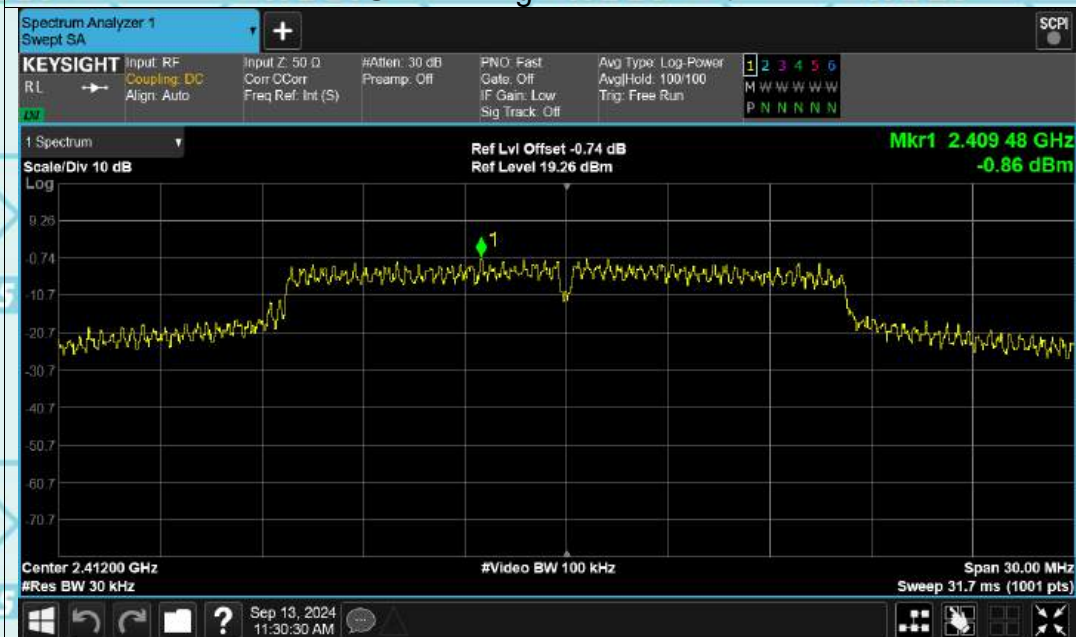 Spectrum Analyzer 1
Swept SA
+
SCPI
KEYSIGHT
RL
LXI
Input: RF
Coupling: DC
Align: Auto
Input Z: 50 Ω
Corr CCorr
Freq Ref: Int (S)
#Atten: 30 dB
Preamp: Off
PNO: Fast
Gate: Off
IF Gain: Low
Sig Track: Off
Avg Type: Log-Power
Avg|Hold: 100/100
Trig: Free Run
1 2 3 4 5 6
M W W W W W
P N N N N N
1 Spectrum
Scale/Div 10 dB
Log
Ref Lvl Offset -0.74 dB
Ref Level 19.26 dBm
Mkr1 2.409 48 GHz
-0.86 dBm
1
9.26
-0.74
-10.7
-20.7
-30.7
-40.7
-50.7
-60.7
-70.7
Center 2.41200 GHz
#Res BW 30 kHz
#Video BW 100 kHz
Span 30.00 MHz
Sweep 31.7 ms (1001 pts)
?
Sep 13, 2024
11:30:30 AM